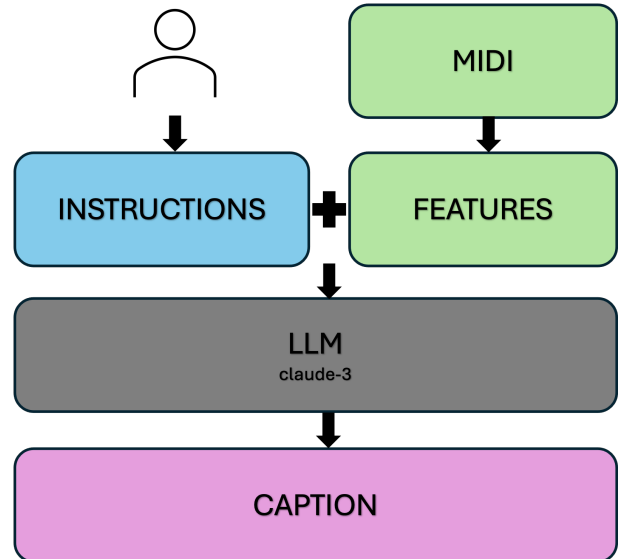 MIDI
INSTRUCTIONS
FEATURES
LLM
claude-3
CAPTION